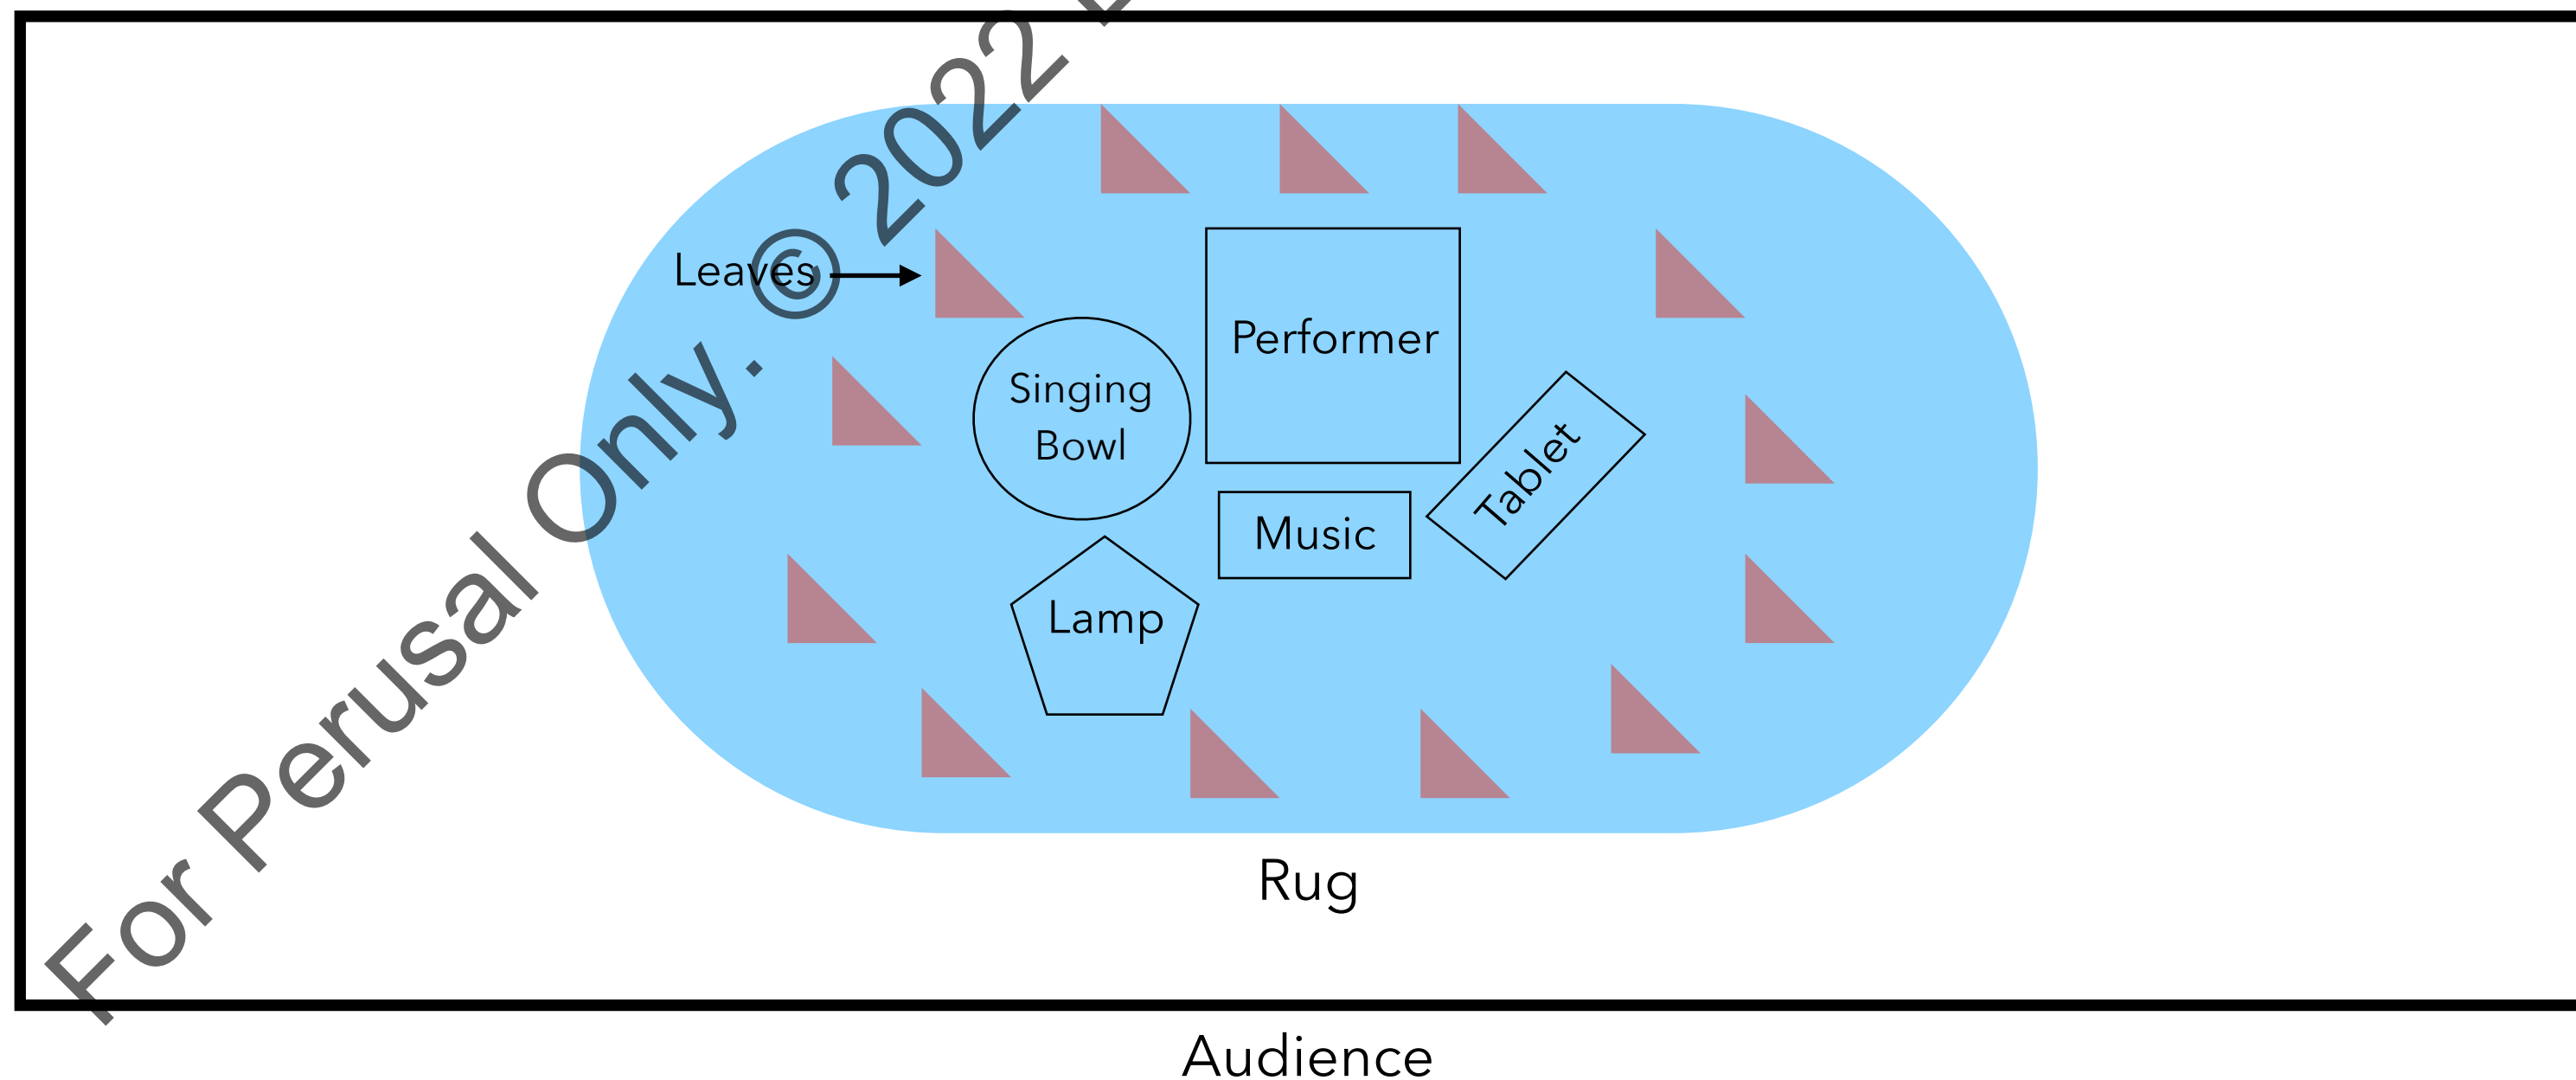 For Perusal Only. © 2022
Leaves
Performer
Singing
Bowl
Tablet
Music
Lamp
Rug
Audience